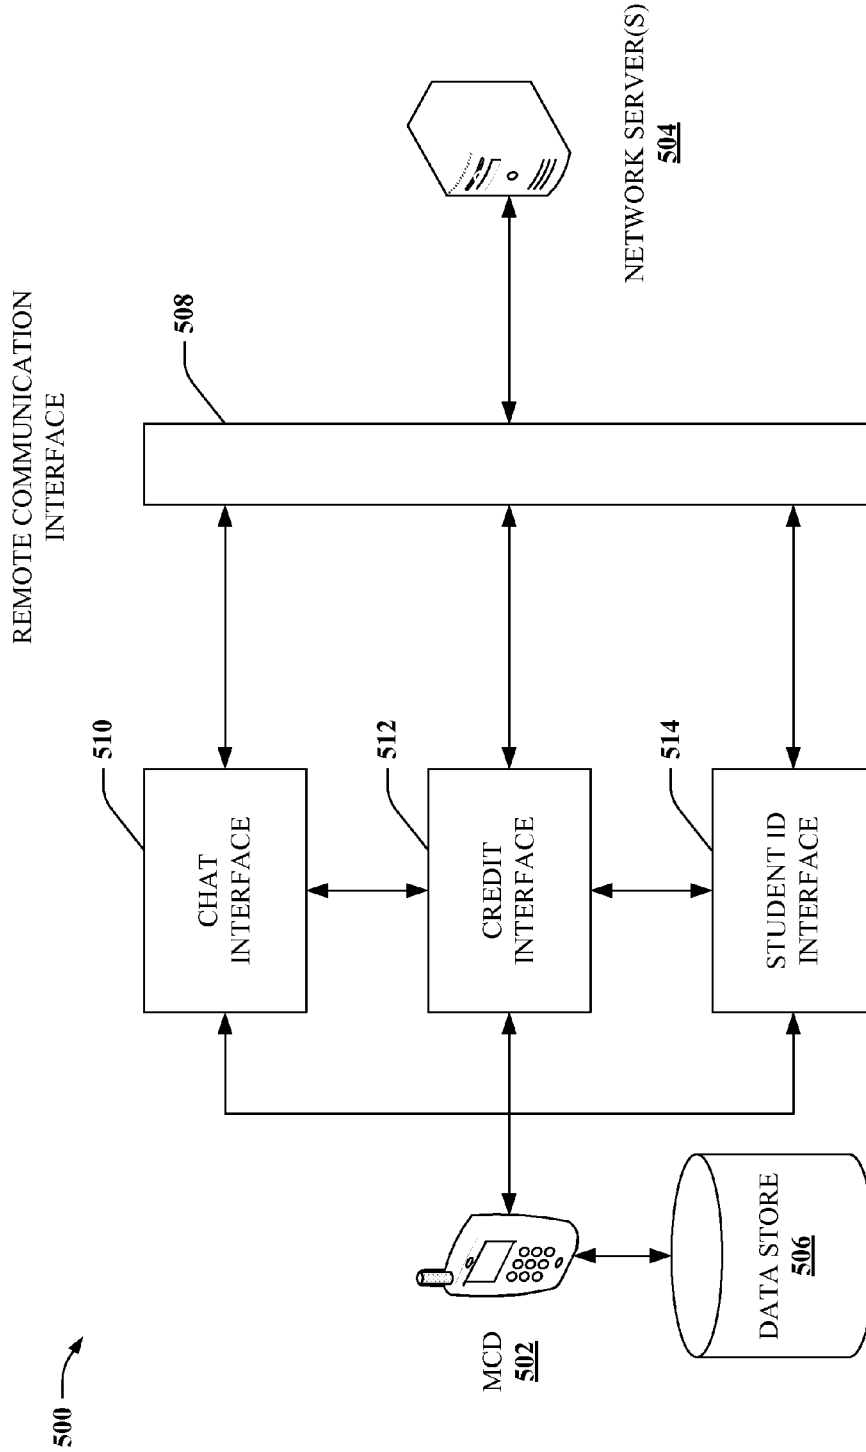 500
MCD
502
DATA STORE
506
CHAT
INTERFACE
510
CREDIT
INTERFACE
512
STUDENT ID
INTERFACE
514
REMOTE COMMUNICATION
INTERFACE
508
NETWORK SERVER(S)
504